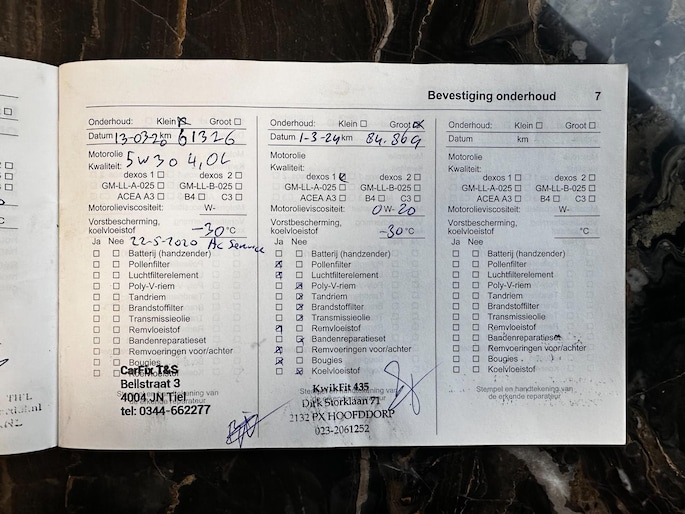 Bevestiging onderhoud 7
Onderhoud: Klein Groot
Datum 13-03-20 km 61326
Motorolie 5W30 4,0L
Kwaliteit:
dexos 1 dexos 2
GM-LL-A-025 GM-LL-B-025
ACEA A3 B4 C3
Motorolieviscositeit: W-
Vorstbescherming,
koelvloeistof -30 °C
Ja Nee 22-5-2020 Ac Service
Batterij (handzender)
Pollenfilter
Luchtfilterelement
Poly-V-riem
Tandriem
Brandstoffilter
Transmissieolie
Remvloeistof
Bandenreparatieset
Remvoeringen voor/achter
Bougies
Koelvloeistof
CarFix T&S
Beilstraat 3
4004 JN Tiel
tel: 0344-662277
Stempel en handtekening van
de erkende reparateur
Onderhoud: Klein Groot
Datum 1-3-24 km 84.869
Motorolie
Kwaliteit:
dexos 1 dexos 2
GM-LL-A-025 GM-LL-B-025
ACEA A3 B4 C3
Motorolieviscositeit: 0W-20
Vorstbescherming,
koelvloeistof -30 °C
Ja Nee
Batterij (handzender)
Pollenfilter
Luchtfilterelement
Poly-V-riem
Tandriem
Brandstoffilter
Transmissieolie
Remvloeistof
Bandenreparatieset
Remvoeringen voor/achter
Bougies
Koelvloeistof
KwikFit 435
Dirk Storklaan 71
2132 PX HOOFDDORP
023-2061252
Onderhoud: Klein Groot
Datum km
Motorolie
Kwaliteit:
dexos 1 dexos 2
GM-LL-A-025 GM-LL-B-025
ACEA A3 B4 C3
Motorolieviscositeit: W-
Vorstbescherming,
koelvloeistof °C
Ja Nee
Batterij (handzender)
Pollenfilter
Luchtfilterelement
Poly-V-riem
Tandriem
Brandstoffilter
Transmissieolie
Remvloeistof
Bandenreparatieset
Remvoeringen voor/achter
Bougies
Koelvloeistof
Stempel en handtekening van
de erkende reparateur